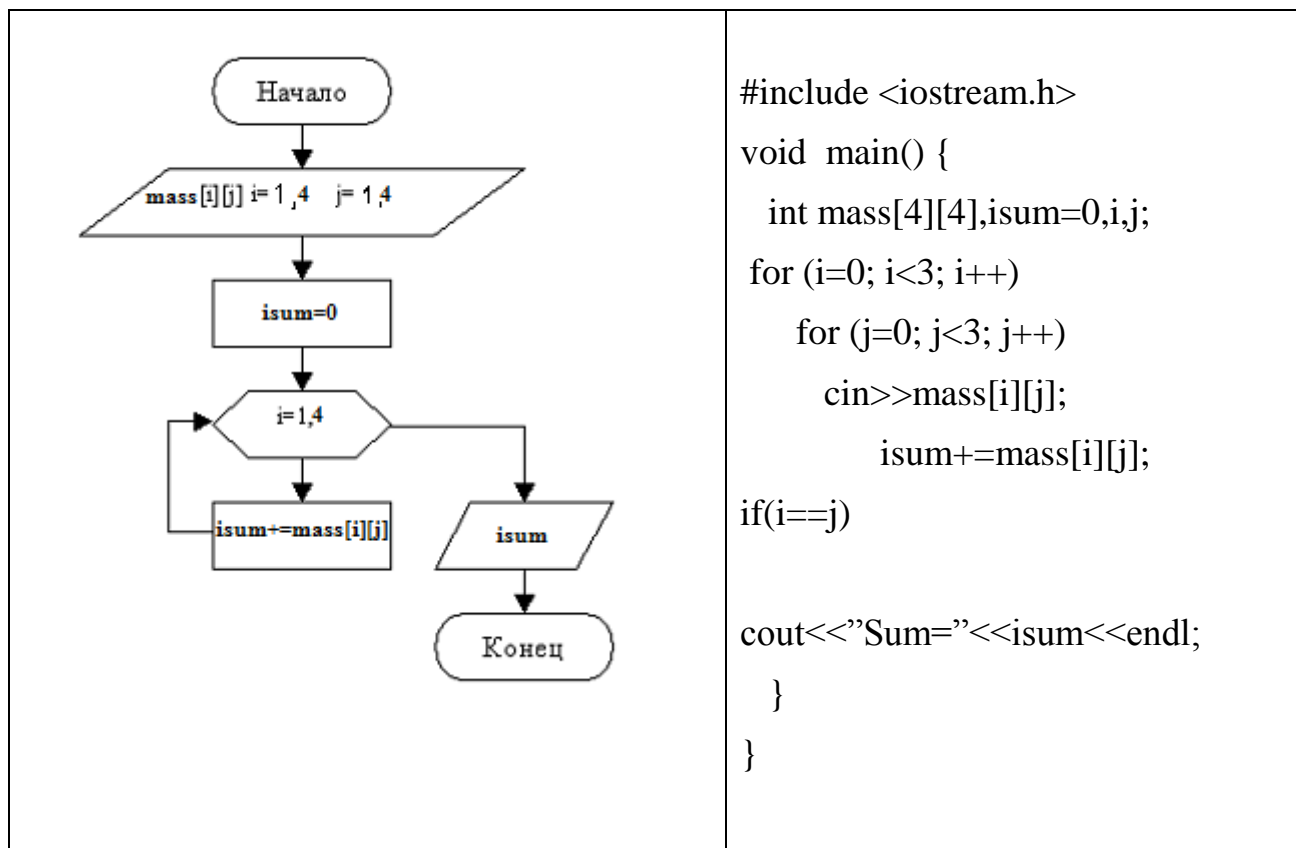 Начало
mass[i][j] i= 1 ,4 j= 1,4
isum=0
i=1,4
isum+=mass[i][j]
isum
Конец
#include <iostream.h>
void main() {
int mass[4][4],isum=0,i,j;
for (i=0; i<3; i++)
for (j=0; j<3; j++)
cin>>mass[i][j];
isum+=mass[i][j];
if(i==j)
cout<<”Sum=”<<isum<<endl;
}
}